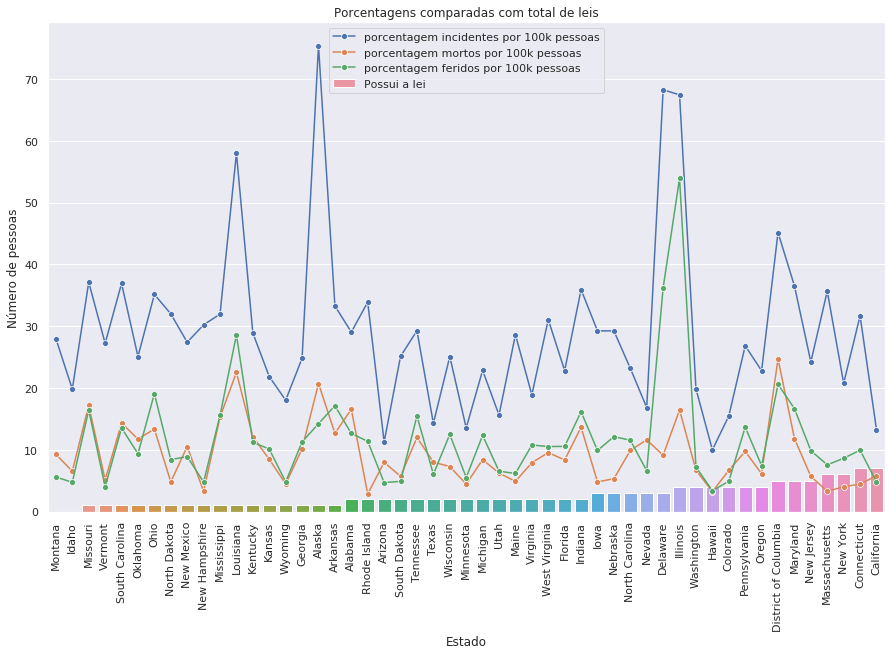 Porcentagens comparadas com total de leis
porcentagem incidentes por 100k pessoas
porcentagem mortos por 100k pessoas
porcentagem feridos por 100k pessoas
Possui a lei
Número de pessoas
70
60
50
40
30
20
10
0
Montana
Idaho
Missouri
Vermont
South Carolina
Oklahoma
Ohio
North Dakota
New Mexico
New Hampshire
Mississippi
Louisiana
Kentucky
Kansas
Wyoming
Georgia
Alaska
Arkansas
Alabama
Rhode Island
Arizona
South Dakota
Tennessee
Texas
Wisconsin
Minnesota
Michigan
Utah
Maine
Virginia
West Virginia
Florida
Indiana
Iowa
Nebraska
North Carolina
Nevada
Delaware
Illinois
Washington
Hawaii
Colorado
Pennsylvania
Oregon
District of Columbia
Maryland
New Jersey
Massachusetts
New York
Connecticut
California
Estado